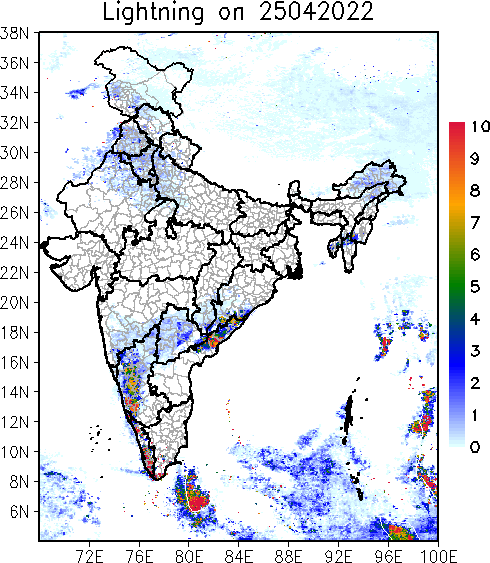 Lightning on 25042022
38N
36N
34N
32N
30N
28N
26N
24N
22N
20N
18N
16N
14N
12N
10N
8N
6N
72E 76E 80E 84E 88E 92E 96E 100E
10
9
8
7
6
5
4
3
2
1
0